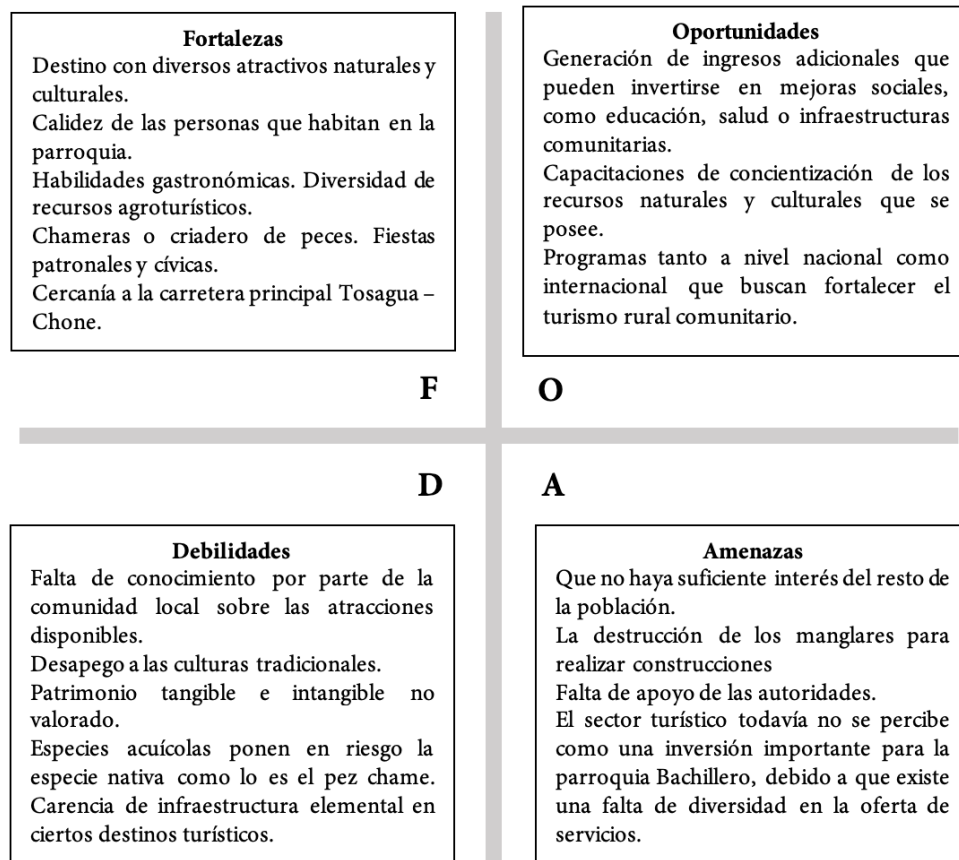 Fortalezas
Destino con diversos atractivos naturales y
culturales.
Calidez de las personas que habitan en la
parroquia.
Habilidades gastronómicas. Diversidad de
recursos agroturísticos.
Chameras o criadero de peces. Fiestas
patronales y cívicas.
Cercanía a la carretera principal Tosagua –
Chone.
F
Oportunidades
Generación de ingresos adicionales que
pueden invertirse en mejoras sociales,
como educación, salud o infraestructuras
comunitarias.
Capacitaciones de concientización de los
recursos naturales y culturales que se
posee.
Programas tanto a nivel nacional como
internacional que buscan fortalecer el
turismo rural comunitario.
O
D
Debilidades
Falta de conocimiento por parte de la
comunidad local sobre las atracciones
disponibles.
Desapego a las culturas tradicionales.
Patrimonio tangible e intangible no
valorado.
Especies acuícolas ponen en riesgo la
especie nativa como lo es el pez chame.
Carencia de infraestructura elemental en
ciertos destinos turísticos.
A
Amenazas
Que no haya suficiente interés del resto de
la población.
La destrucción de los manglares para
realizar construcciones
Falta de apoyo de las autoridades.
El sector turístico todavía no se percibe
como una inversión importante para la
parroquia Bachillero, debido a que existe
una falta de diversidad en la oferta de
servicios.